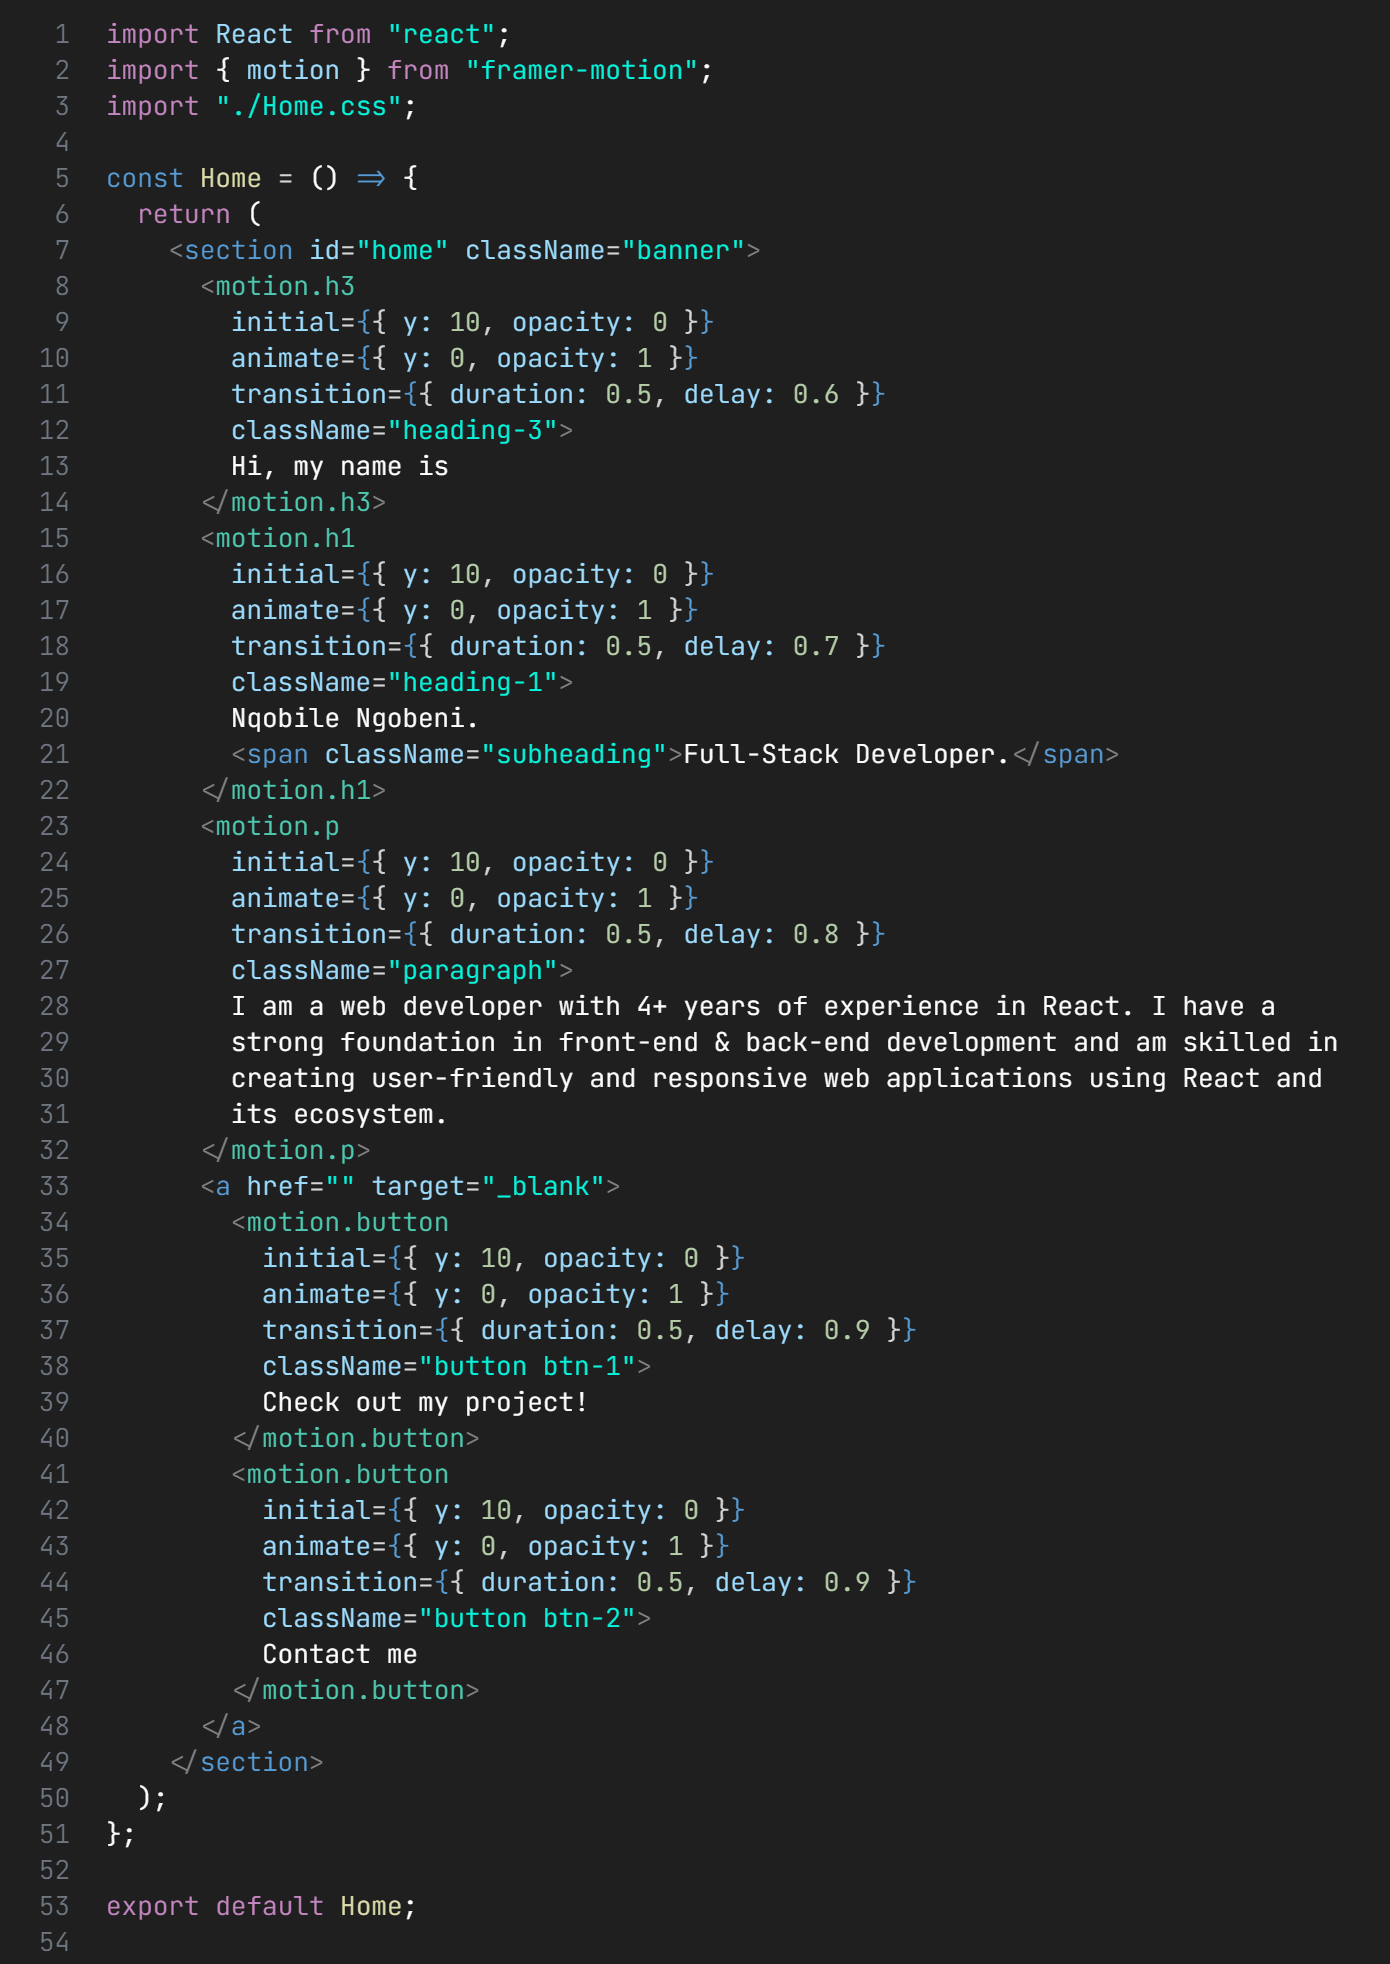 1 import React from "react";
2 import { motion } from "framer-motion";
3 import "./Home.css";
4
5 const Home = () => {
6   return (
7     <section id="home" className="banner">
8       <motion.h3
9         initial={{ y: 10, opacity: 0 }}
10         animate={{ y: 0, opacity: 1 }}
11         transition={{ duration: 0.5, delay: 0.6 }}
12         className="heading-3">
13         Hi, my name is
14       </motion.h3>
15       <motion.h1
16         initial={{ y: 10, opacity: 0 }}
17         animate={{ y: 0, opacity: 1 }}
18         transition={{ duration: 0.5, delay: 0.7 }}
19         className="heading-1">
20         Nqobile Ngobeni.
21         <span className="subheading">Full-Stack Developer.</span>
22       </motion.h1>
23       <motion.p
24         initial={{ y: 10, opacity: 0 }}
25         animate={{ y: 0, opacity: 1 }}
26         transition={{ duration: 0.5, delay: 0.8 }}
27         className="paragraph">
28         I am a web developer with 4+ years of experience in React. I have a
29         strong foundation in front-end & back-end development and am skilled in
30         creating user-friendly and responsive web applications using React and
31         its ecosystem.
32       </motion.p>
33       <a href="" target="_blank">
34         <motion.button
35           initial={{ y: 10, opacity: 0 }}
36           animate={{ y: 0, opacity: 1 }}
37           transition={{ duration: 0.5, delay: 0.9 }}
38           className="button btn-1">
39           Check out my project!
40         </motion.button>
41         <motion.button
42           initial={{ y: 10, opacity: 0 }}
43           animate={{ y: 0, opacity: 1 }}
44           transition={{ duration: 0.5, delay: 0.9 }}
45           className="button btn-2">
46           Contact me
47         </motion.button>
48       </a>
49     </section>
50   );
51 };
52
53 export default Home;
54